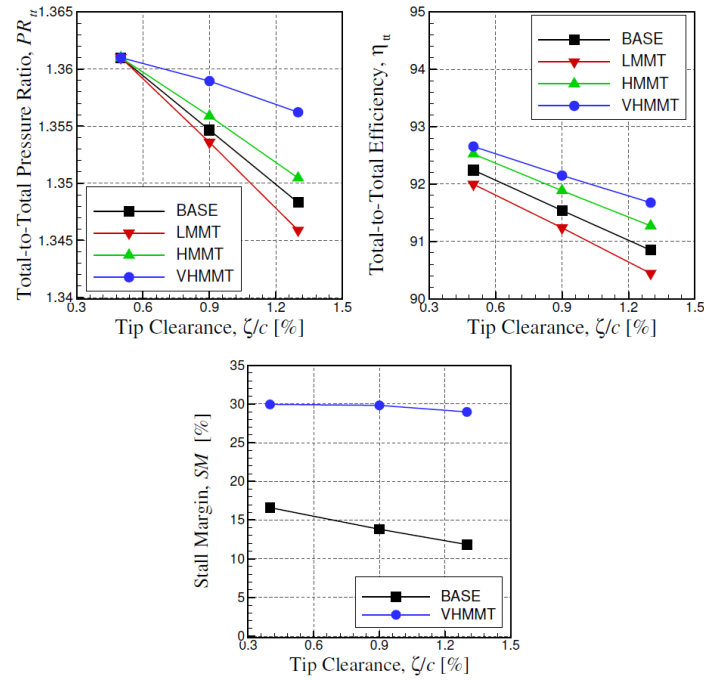 Total-to-Total Pressure Ratio, PR_tt
1.365
1.36
1.355
1.35
1.345
1.34
BASE
LMMT
HMMT
VHMMT
0.3 0.6 0.9 1.2 1.5
Tip Clearance, ζ/c [%]
Total-to-Total Efficiency, η_tt
95
94
93
92
91
90
BASE
LMMT
HMMT
VHMMT
0.3 0.6 0.9 1.2 1.5
Tip Clearance, ζ/c [%]
Stall Margin, SM [%]
35
30
25
20
15
10
5
0
BASE
VHMMT
0.3 0.6 0.9 1.2 1.5
Tip Clearance, ζ/c [%]